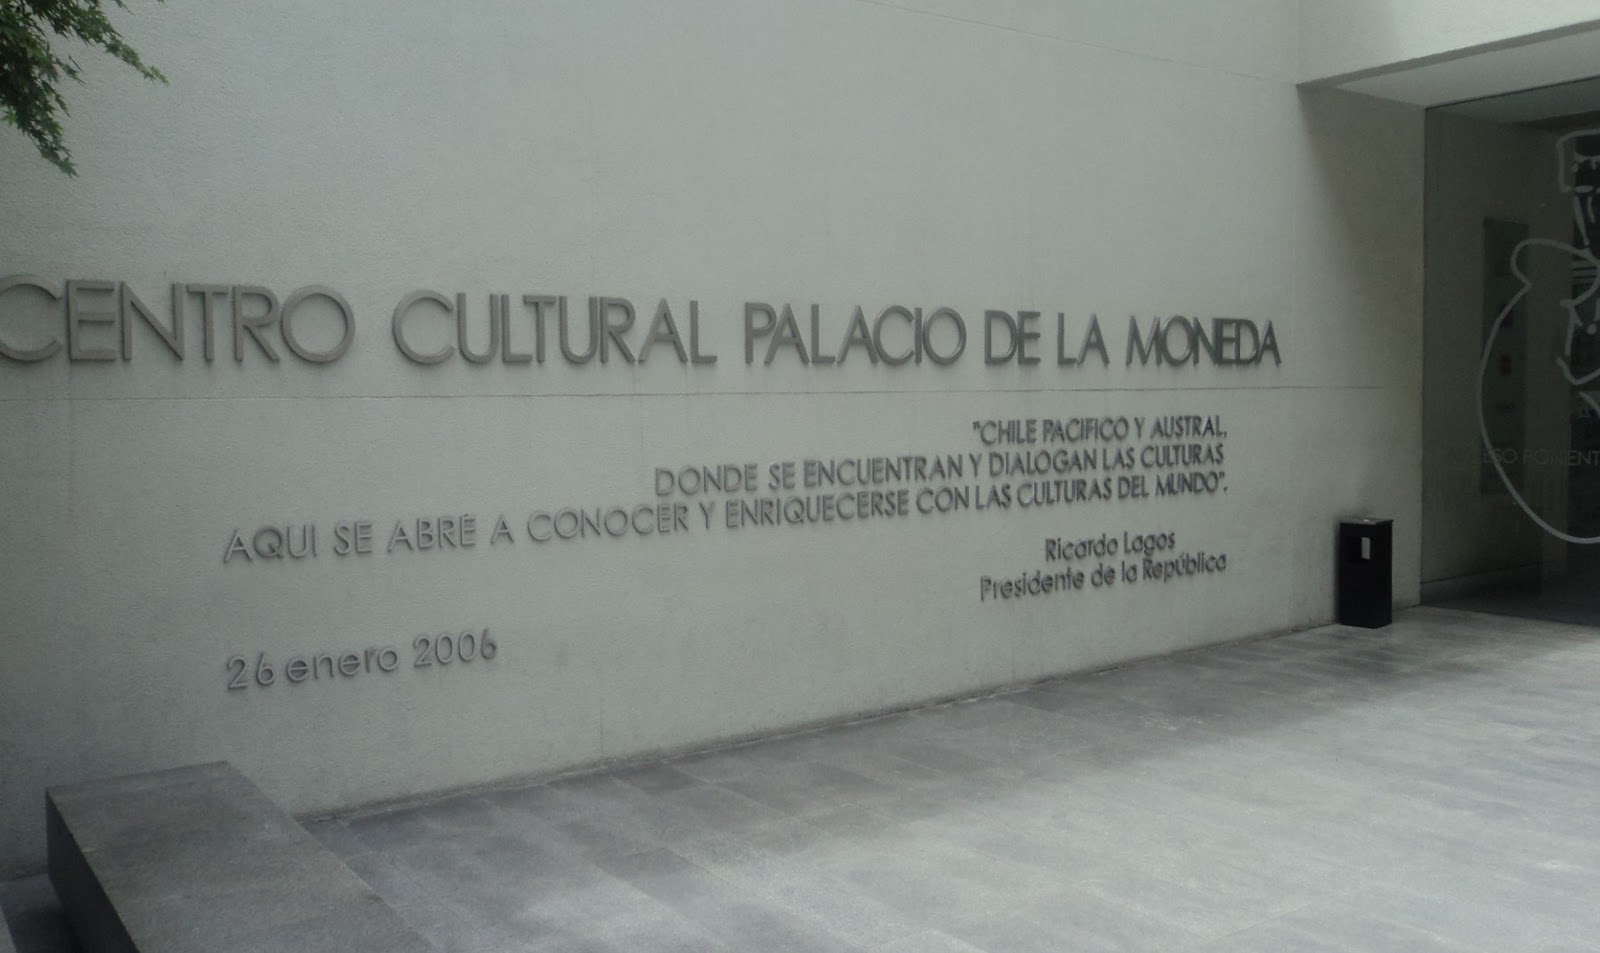 CENTRO CULTURAL PALACIO DE LA MONEDA
"CHILE PACIFICO Y AUSTRAL,
DONDE SE ENCUENTRAN Y DIALOGAN LAS CULTURAS
AQUI SE ABRE A CONOCER Y ENRIQUECERSE CON LAS CULTURAS DEL MUNDO".
Ricardo Lagos
Presidente de la República
26 enero 2006